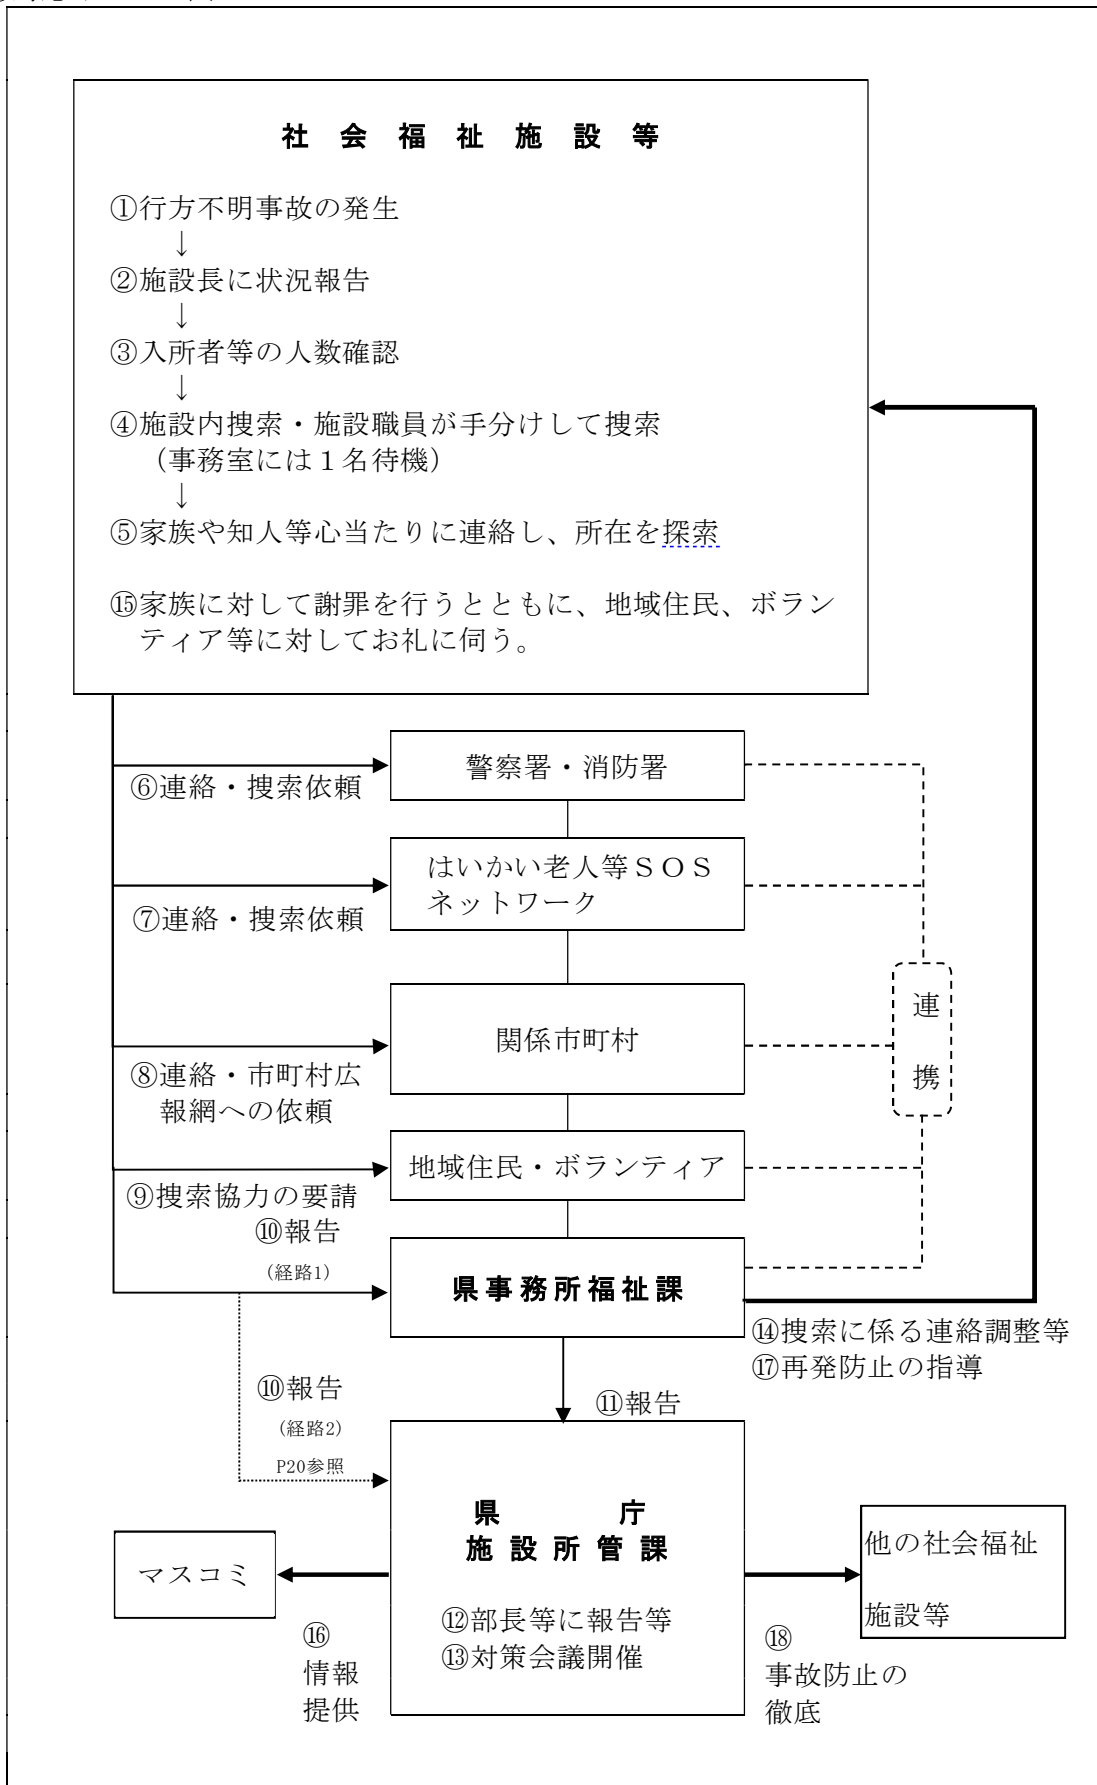 社会福祉施設等
①行方不明事故の発生
↓
②施設長に状況報告
↓
③入所者等の人数確認
↓
④施設内捜索・施設職員が手分けして捜索
（事務室には１名待機）
↓
⑤家族や知人等心当たりに連絡し、所在を探索
⑮家族に対して謝罪を行うとともに、地域住民、ボラン
ティア等に対してお礼に伺う。
警察署・消防署
⑥連絡・捜索依頼
はいかい老人等ＳＯＳ
ネットワーク
⑦連絡・捜索依頼
連
携
関係市町村
⑧連絡・市町村広
報網への依頼
地域住民・ボランティア
⑨捜索協力の要請
⑩報告
(経路1)
県事務所福祉課
⑭捜索に係る連絡調整等
⑰再発防止の指導
⑩報告
(経路2)
P20参照
⑪報告
県庁
施設所管課
⑫部長等に報告等
⑬対策会議開催
マスコミ
⑯
情報
提供
他の社会福祉
施設等
⑱
事故防止の
徹底